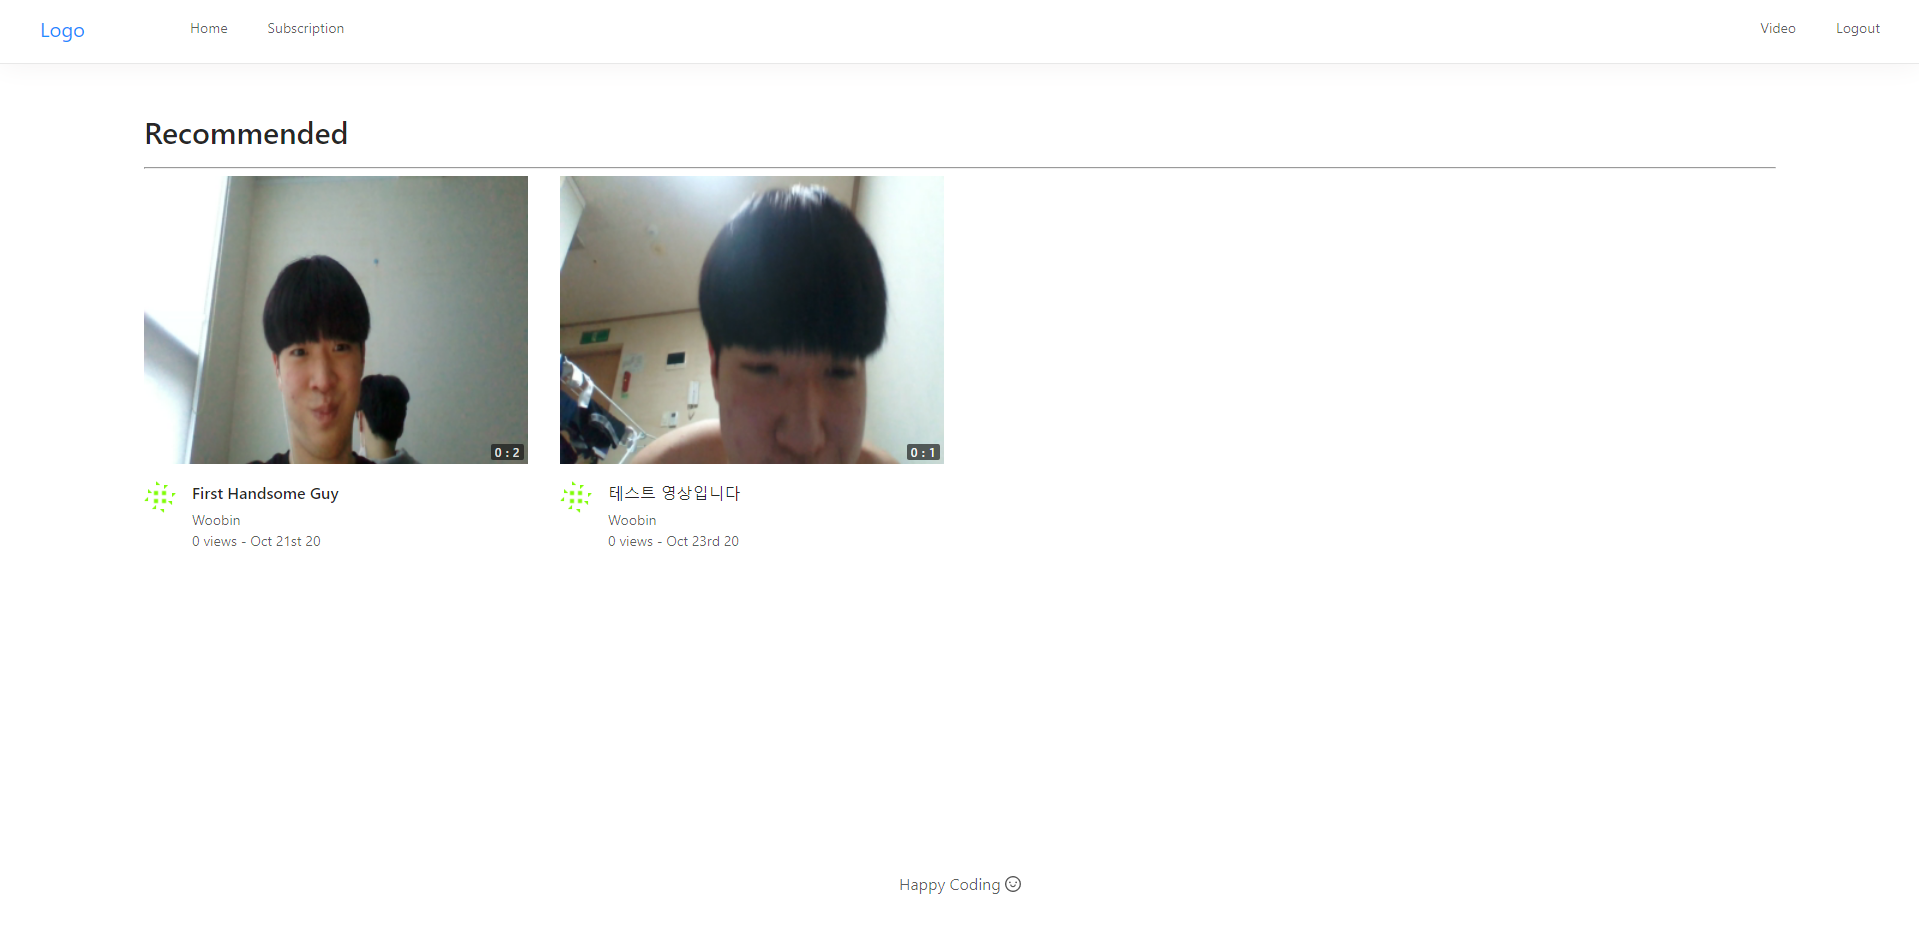 Logo
Home
Subscription
Video
Logout
Recommended
0 : 2
0 : 1
First Handsome Guy
Woobin
0 views - Oct 21st 20
테스트 영상입니다
Woobin
0 views - Oct 23rd 20
Happy Coding